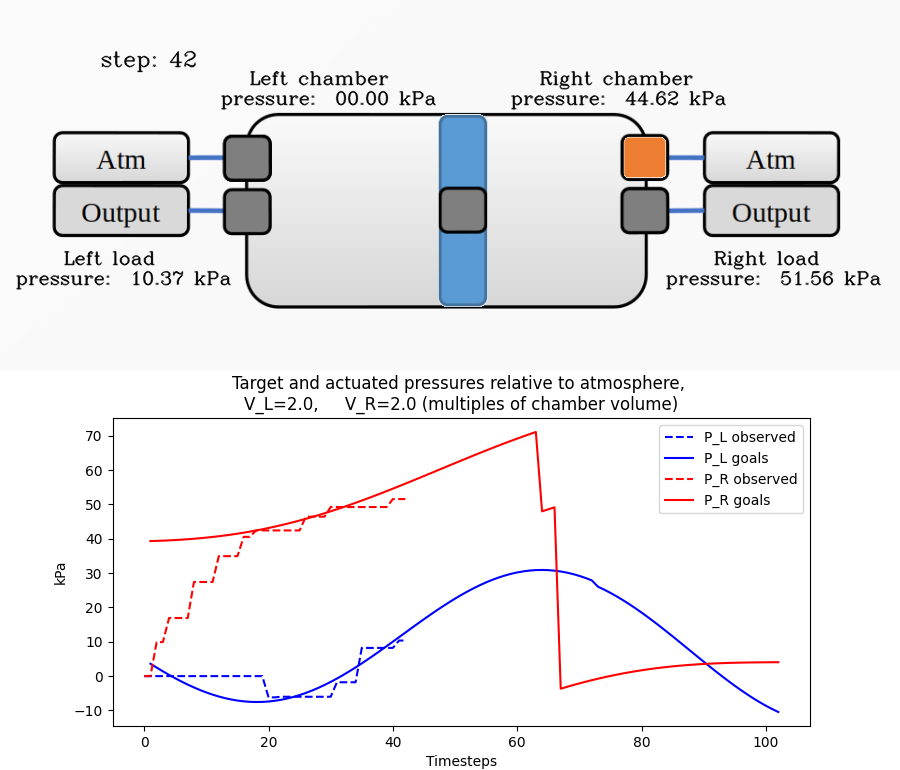 step: 42
Left chamber
pressure: 00.00 kPa
Right chamber
pressure: 44.62 kPa
Atm
Output
Atm
Output
Left load
pressure: 10.37 kPa
Right load
pressure: 51.56 kPa
Target and actuated pressures relative to atmosphere,
V_L=2.0, V_R=2.0 (multiples of chamber volume)
kPa
70
60
50
40
30
20
10
0
−10
P_L observed
P_L goals
P_R observed
P_R goals
0 20 40 60 80 100
Timesteps